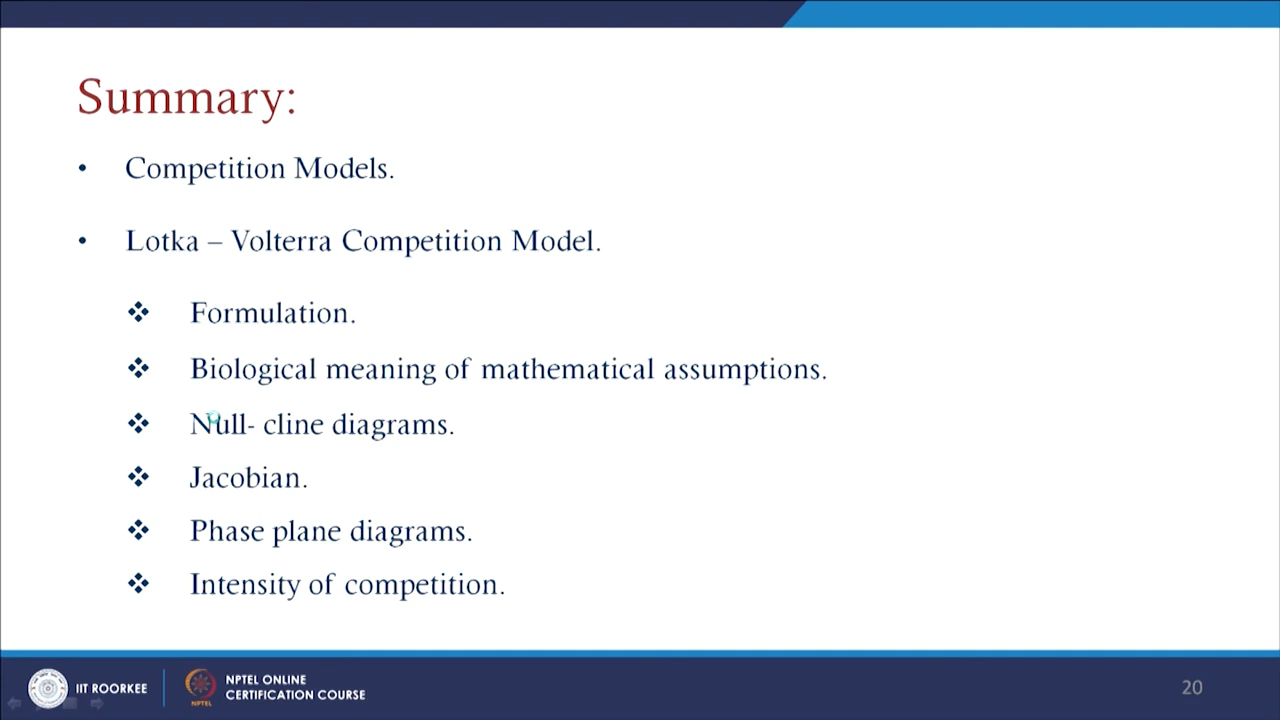 Summary:
• Competition Models.
• Lotka – Volterra Competition Model.
❖ Formulation.
❖ Biological meaning of mathematical assumptions.
❖ Null- cline diagrams.
❖ Jacobian.
❖ Phase plane diagrams.
❖ Intensity of competition.
IIT ROORKEE
NPTEL
NPTEL ONLINE
CERTIFICATION COURSE
20